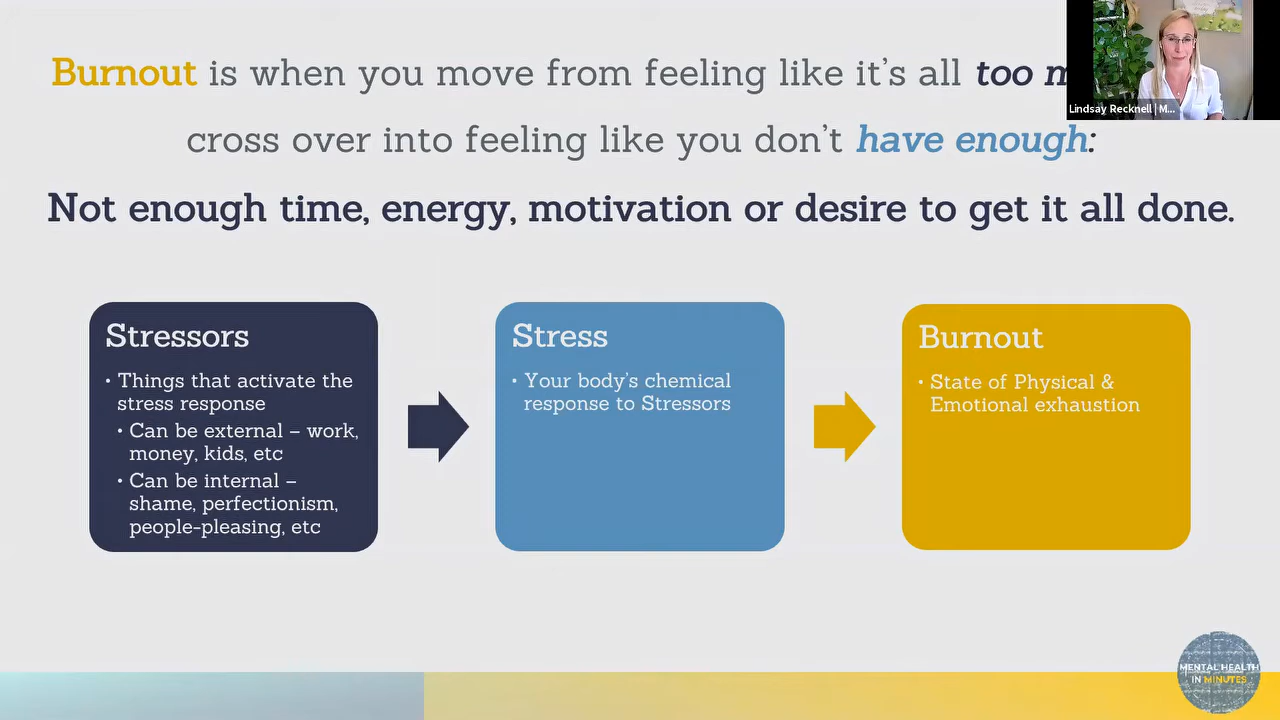 Burnout is when you move from feeling like it's all too
cross over into feeling like you don't have enough:
Not enough time, energy, motivation or desire to get it all done.
Stressors
• Things that activate the
stress response
• Can be external – work,
money, kids, etc
• Can be internal –
shame, perfectionism,
people-pleasing, etc
Stress
• Your body's chemical
response to Stressors
Burnout
• State of Physical &
Emotional exhaustion
Lindsay Recknell | M...
MENTAL HEALTH
IN MINUTES